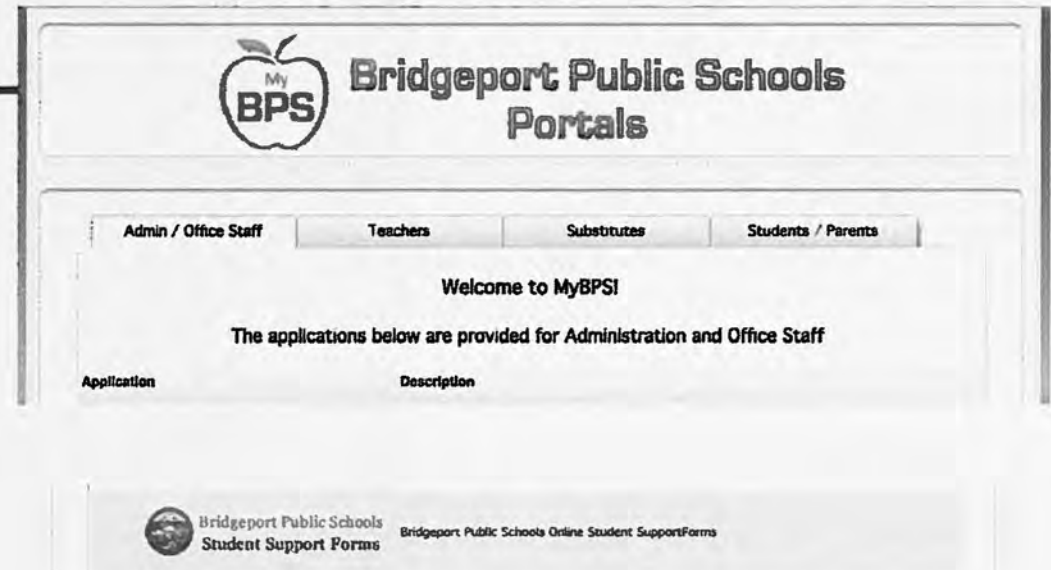 My
BPS
Bridgeport Public Schools
Portals
Admin / Office Staff
Teachers
Substitutes
Students / Parents
Welcome to MyBPS!
The applications below are provided for Administration and Office Staff
Application
Description
Bridgeport Public Schools
Student Support Forms
Bridgeport Public Schools Online Student SupportForms